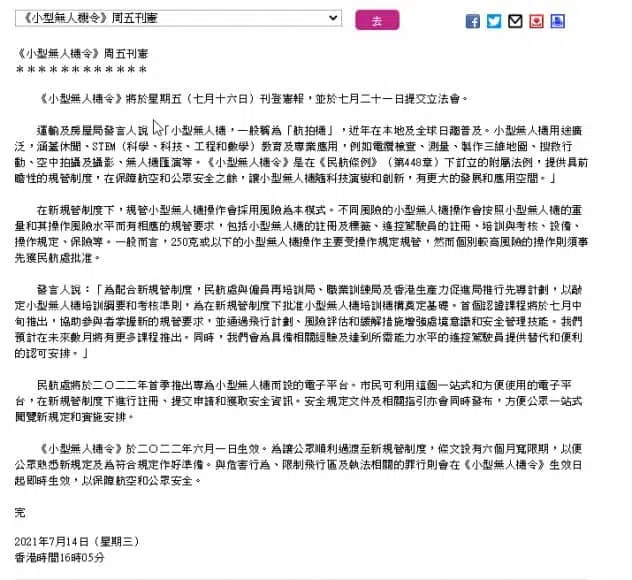 《小型無人機令》周五刊憲
去
《小型無人機令》周五刊憲
＊＊＊＊＊＊＊＊＊＊＊＊
《小型無人機令》將於星期五（七月十六日）刊登憲報，並於七月二十一日提交立法會。
運輸及房屋局發言人說：「小型無人機，一般稱為「航拍機」，近年在本地及全球日趨普及。小型無人機用途廣
泛，涵蓋休閒、STEM（科學、科技、工程和數學）教育及專業應用，例如電纜檢查、測量、製作三維地圖、搜救行
動、空中拍攝及攝影、無人機匯演等。《小型無人機令》是在《民航條例》（第448章）下訂立的附屬法例，提供具前
瞻性的規管制度，在保障航空和公眾安全之餘，讓小型無人機隨科技演變和創新，有更大的發展和應用空間。」
在新規管制度下，規管小型無人機操作會採用風險為本模式。不同風險的小型無人機操作會按照小型無人機的重
量和其操作風險水平而有相應的規管要求，包括小型無人機的註冊及標籤、遙控駕駛員的註冊、培訓與考核、設備、
操作規定、保險等。一般而言，250克或以下的小型無人機操作主要受操作規定規管，然而個別較高風險的操作則須事
先獲民航處批准。
發言人說：「為配合新規管制度，民航處與僱員再培訓局、職業訓練局及香港生產力促進局推行先導計劃，以敲
定小型無人機培訓綱要和考核準則，為在新規管制度下批准小型無人機培訓機構奠定基礎。首個認證課程將於七月中
旬推出，協助參與者掌握新的規管要求，並通過飛行計劃、風險評估和緩解措施增強處境意識和安全管理技能。我們
預計在未來數月將有更多課程推出。同時，我們會為具備相關經驗及達到所需能力水平的遙控駕駛員提供替代和便利
的認可安排。」
民航處將於二○二二年首季推出專為小型無人機而設的電子平台。市民可利用這個一站式和方便使用的電子平
台，在新規管制度下進行註冊、提交申請和獲取安全資訊。安全規定文件及相關指引亦會同時發布，方便公眾一站式
閱覽新規定和實施安排。
《小型無人機令》於二○二二年六月一日生效。為讓公眾順利過渡至新規管制度，條文設有六個月寬限期，以便
公眾熟悉新規定及為符合規定作好準備。與危害行為、限制飛行區及執法相關的罪行則會在《小型無人機令》生效日
起即時生效，以保障航空和公眾安全。
完
2021年7月14日（星期三）
香港時間16時05分